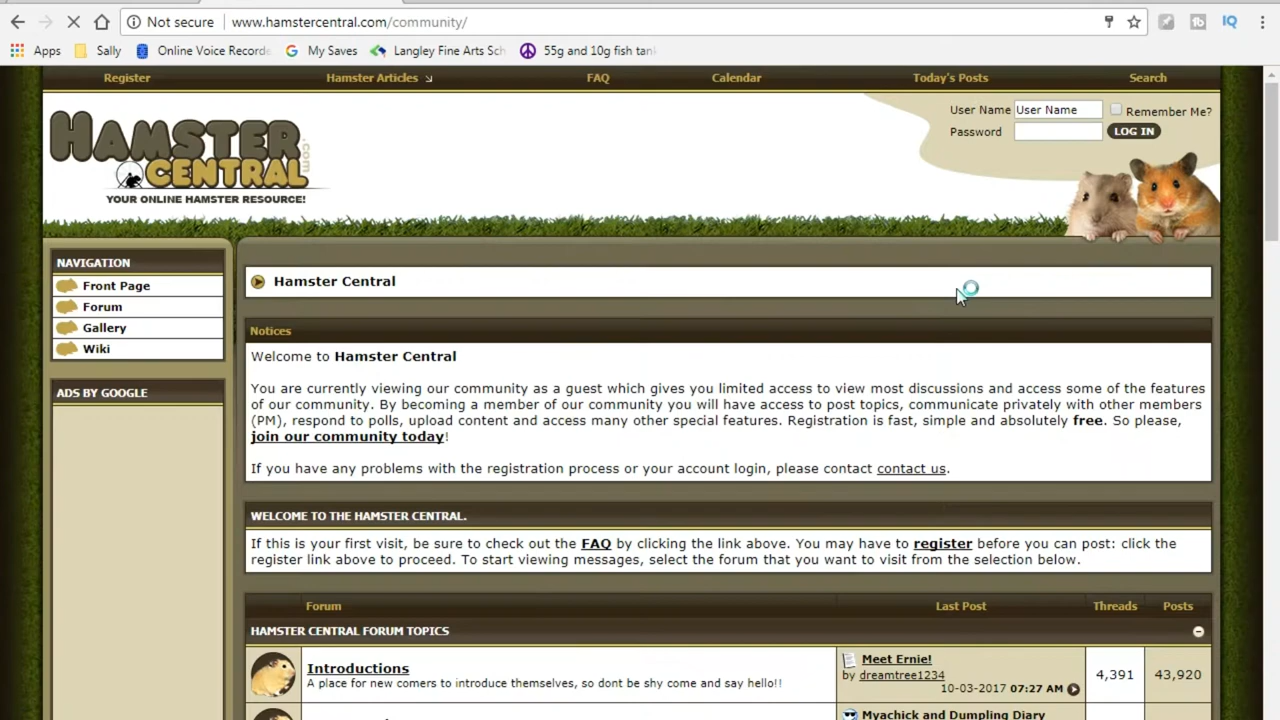 Not secure | www.hamstercentral.com/community/
Apps Sally Online Voice Record My Saves Langley Fine Arts Sch 55g and 10g fish tan
Register Hamster Articles FAQ Calendar Today's Posts Search
HAMSTER CENTRAL .com
YOUR ONLINE HAMSTER RESOURCE!
User Name User Name Remember Me?
Password LOG IN
NAVIGATION
Front Page
Forum
Gallery
Wiki
ADS BY GOOGLE
Hamster Central
Notices
Welcome to Hamster Central
You are currently viewing our community as a guest which gives you limited access to view most discussions and access some of the features
of our community. By becoming a member of our community you will have access to post topics, communicate privately with other members
(PM), respond to polls, upload content and access many other special features. Registration is fast, simple and absolutely free. So please,
join our community today!
If you have any problems with the registration process or your account login, please contact contact us.
WELCOME TO THE HAMSTER CENTRAL.
If this is your first visit, be sure to check out the FAQ by clicking the link above. You may have to register before you can post: click the
register link above to proceed. To start viewing messages, select the forum that you want to visit from the selection below.
Forum Last Post Threads Posts
HAMSTER CENTRAL FORUM TOPICS
Introductions
A place for new comers to introduce themselves, so dont be shy come and say hello!!
Meet Ernie!
by dreamtree1234
10-03-2017 07:27 AM
4,391 43,920
Myachick and Dumpling Diary